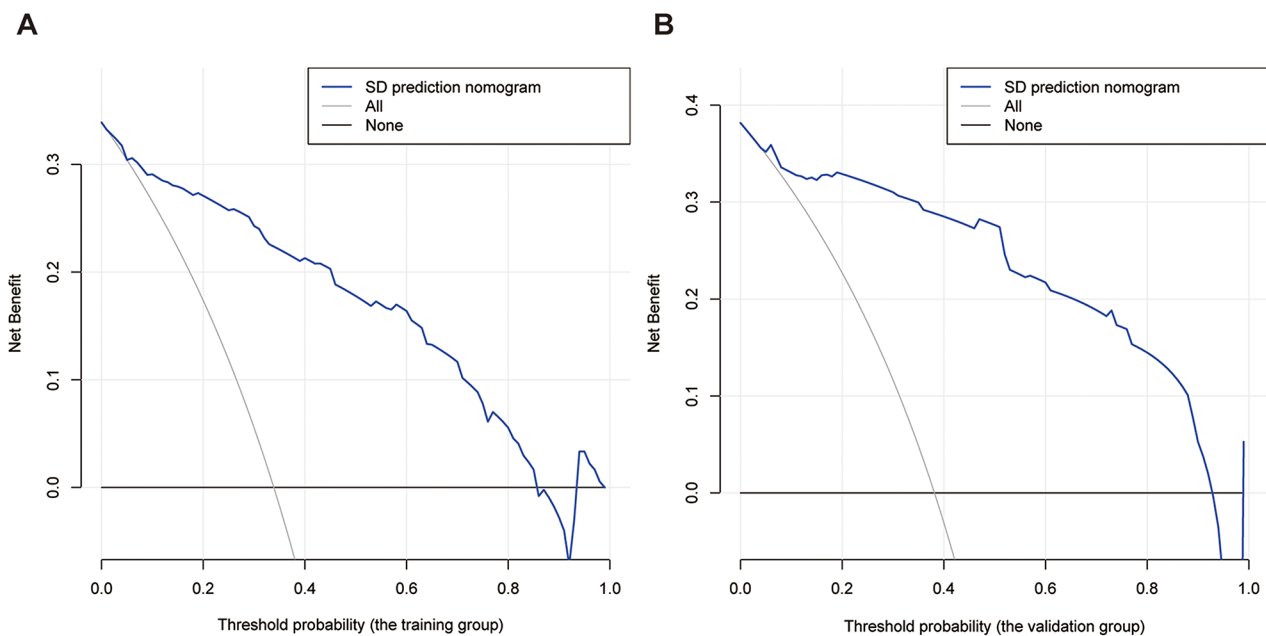 A
SD prediction nomogram
All
None
Net Benefit
0.3
0.2
0.1
0.0
0.0 0.2 0.4 0.6 0.8 1.0
Threshold probability (the training group)
B
SD prediction nomogram
All
None
Net Benefit
0.4
0.3
0.2
0.1
0.0
0.0 0.2 0.4 0.6 0.8 1.0
Threshold probability (the validation group)